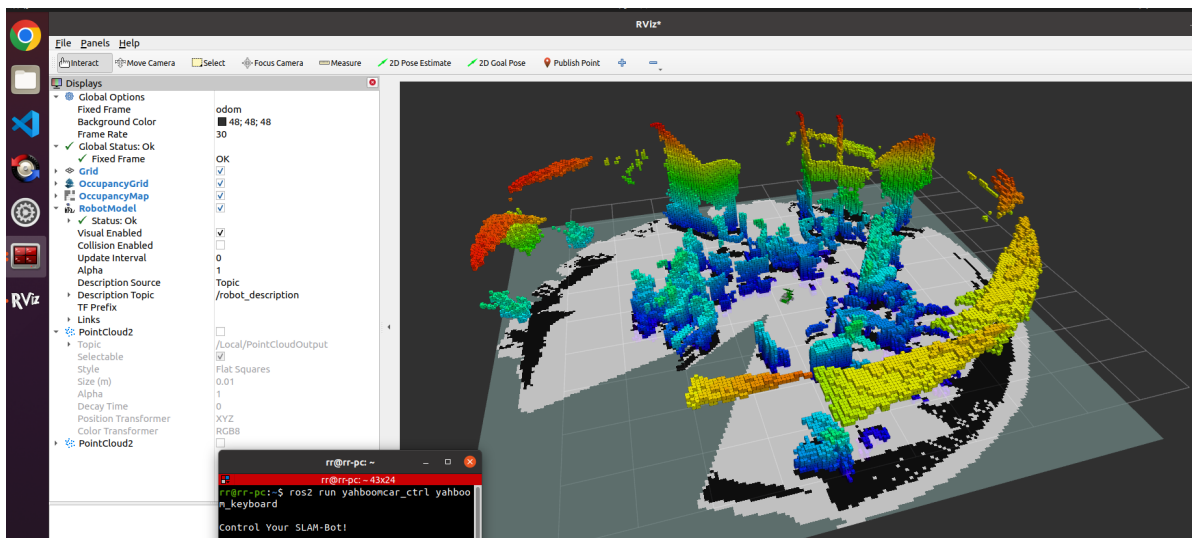 RViz*
File Panels Help
Interact Move Camera Select Focus Camera Measure 2D Pose Estimate 2D Goal Pose Publish Point
Displays
Global Options
Fixed Frame odom
Background Color 48; 48; 48
Frame Rate 30
Global Status: Ok
Fixed Frame OK
Grid
OccupancyGrid
OccupancyMap
RobotModel
Status: Ok
Visual Enabled
Collision Enabled
Update Interval 0
Alpha 1
Description Source Topic
Description Topic /robot_description
TF Prefix
Links
PointCloud2
Topic /Local/PointCloudOutput
Selectable
Style Flat Squares
Size (m) 0.01
Alpha 1
Decay Time 0
Position Transformer XYZ
Color Transformer RGB8
PointCloud2
RViz
rr@rr-pc: ~
rr@rr-pc: ~ 43x24
rr@rr-pc:~$ ros2 run yahboomcar_ctrl yahboo
m_keyboard
Control Your SLAM-Bot!